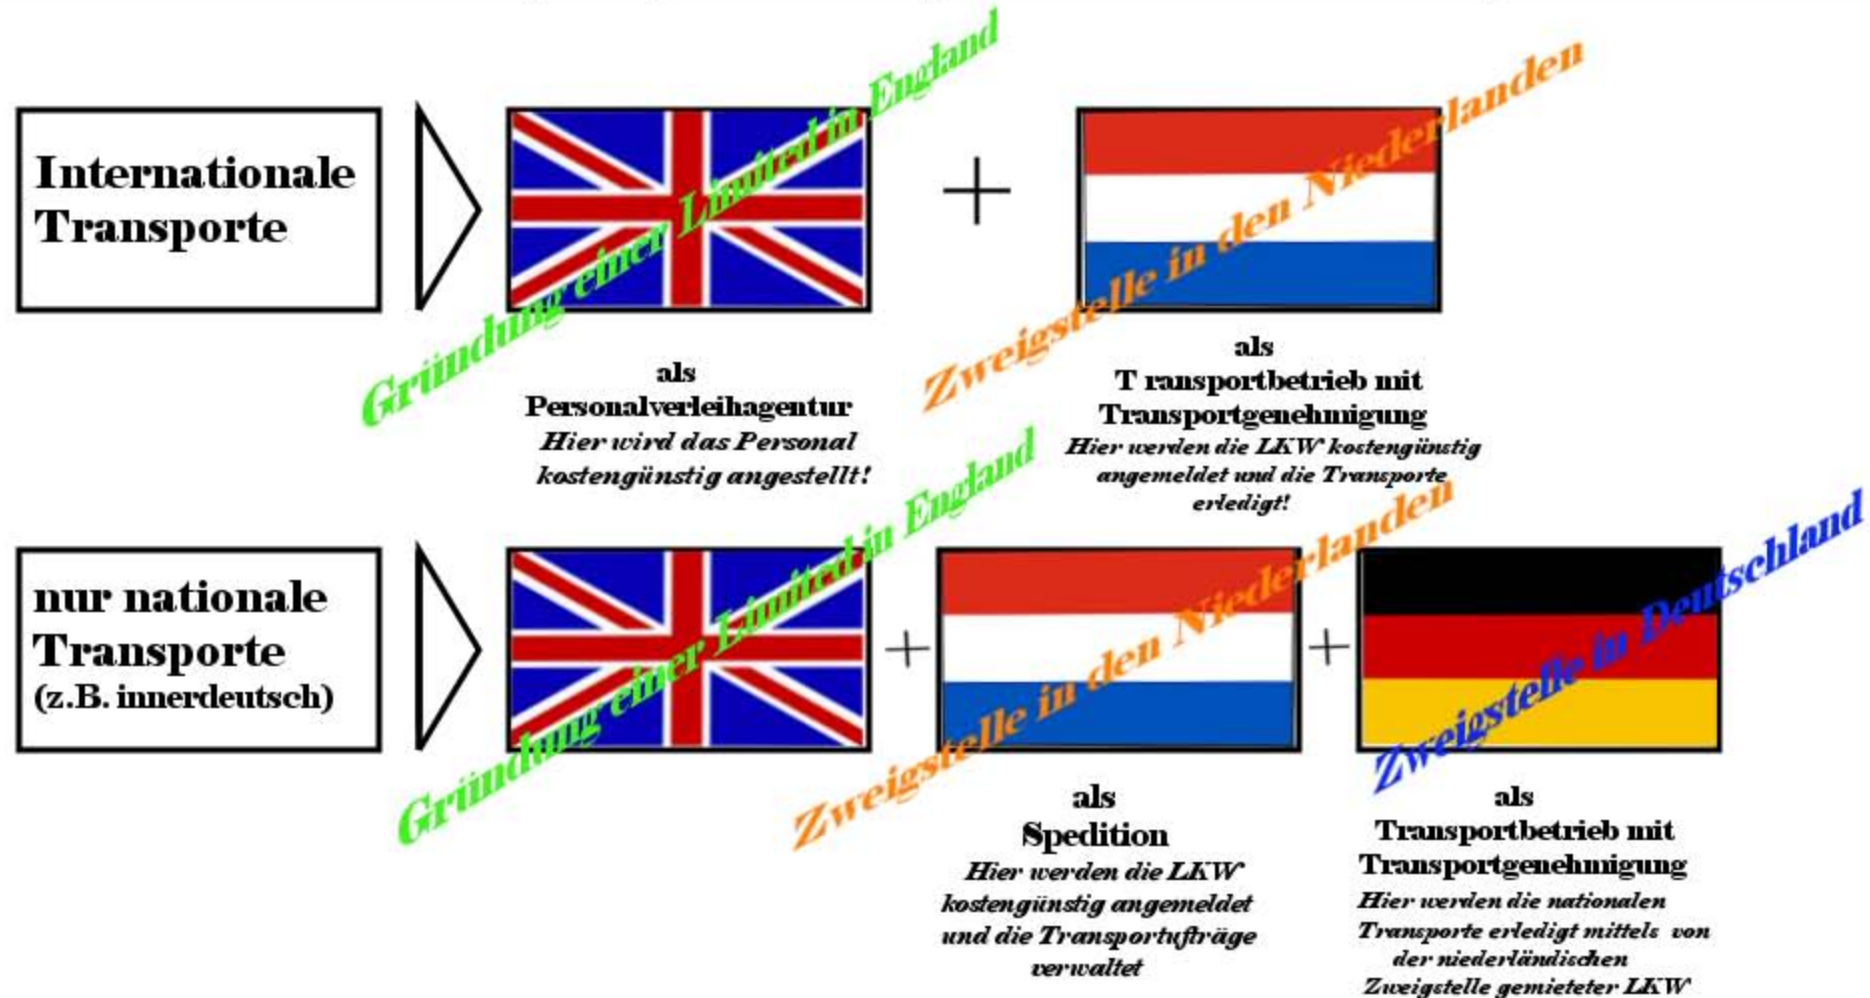 Internationale
Transporte
Gründung einer Limited in England
als
Personalverleihagentur
Hier wird das Personal
kostengünstig angestellt!
+
Zweigstelle in den Niederlanden
als
T ransportbetrieb mit
Transportgenehmigung
Hier werden die LKW kostengünstig
angemeldet und die Transporte
erledigt!
nur nationale
Transporte
(z.B. innerdeutsch)
Gründung einer Limited in England
+
Zweigstelle in den Niederlanden
als
Spedition
Hier werden die LKW
kostengünstig angemeldet
und die Transportufträge
verwaltet
+
Zweigstelle in Deutschland
als
Transportbetrieb mit
Transportgenehmigung
Hier werden die nationalen
Transporte erledigt mittels von
der niederländischen
Zweigstelle gemieteter LKW